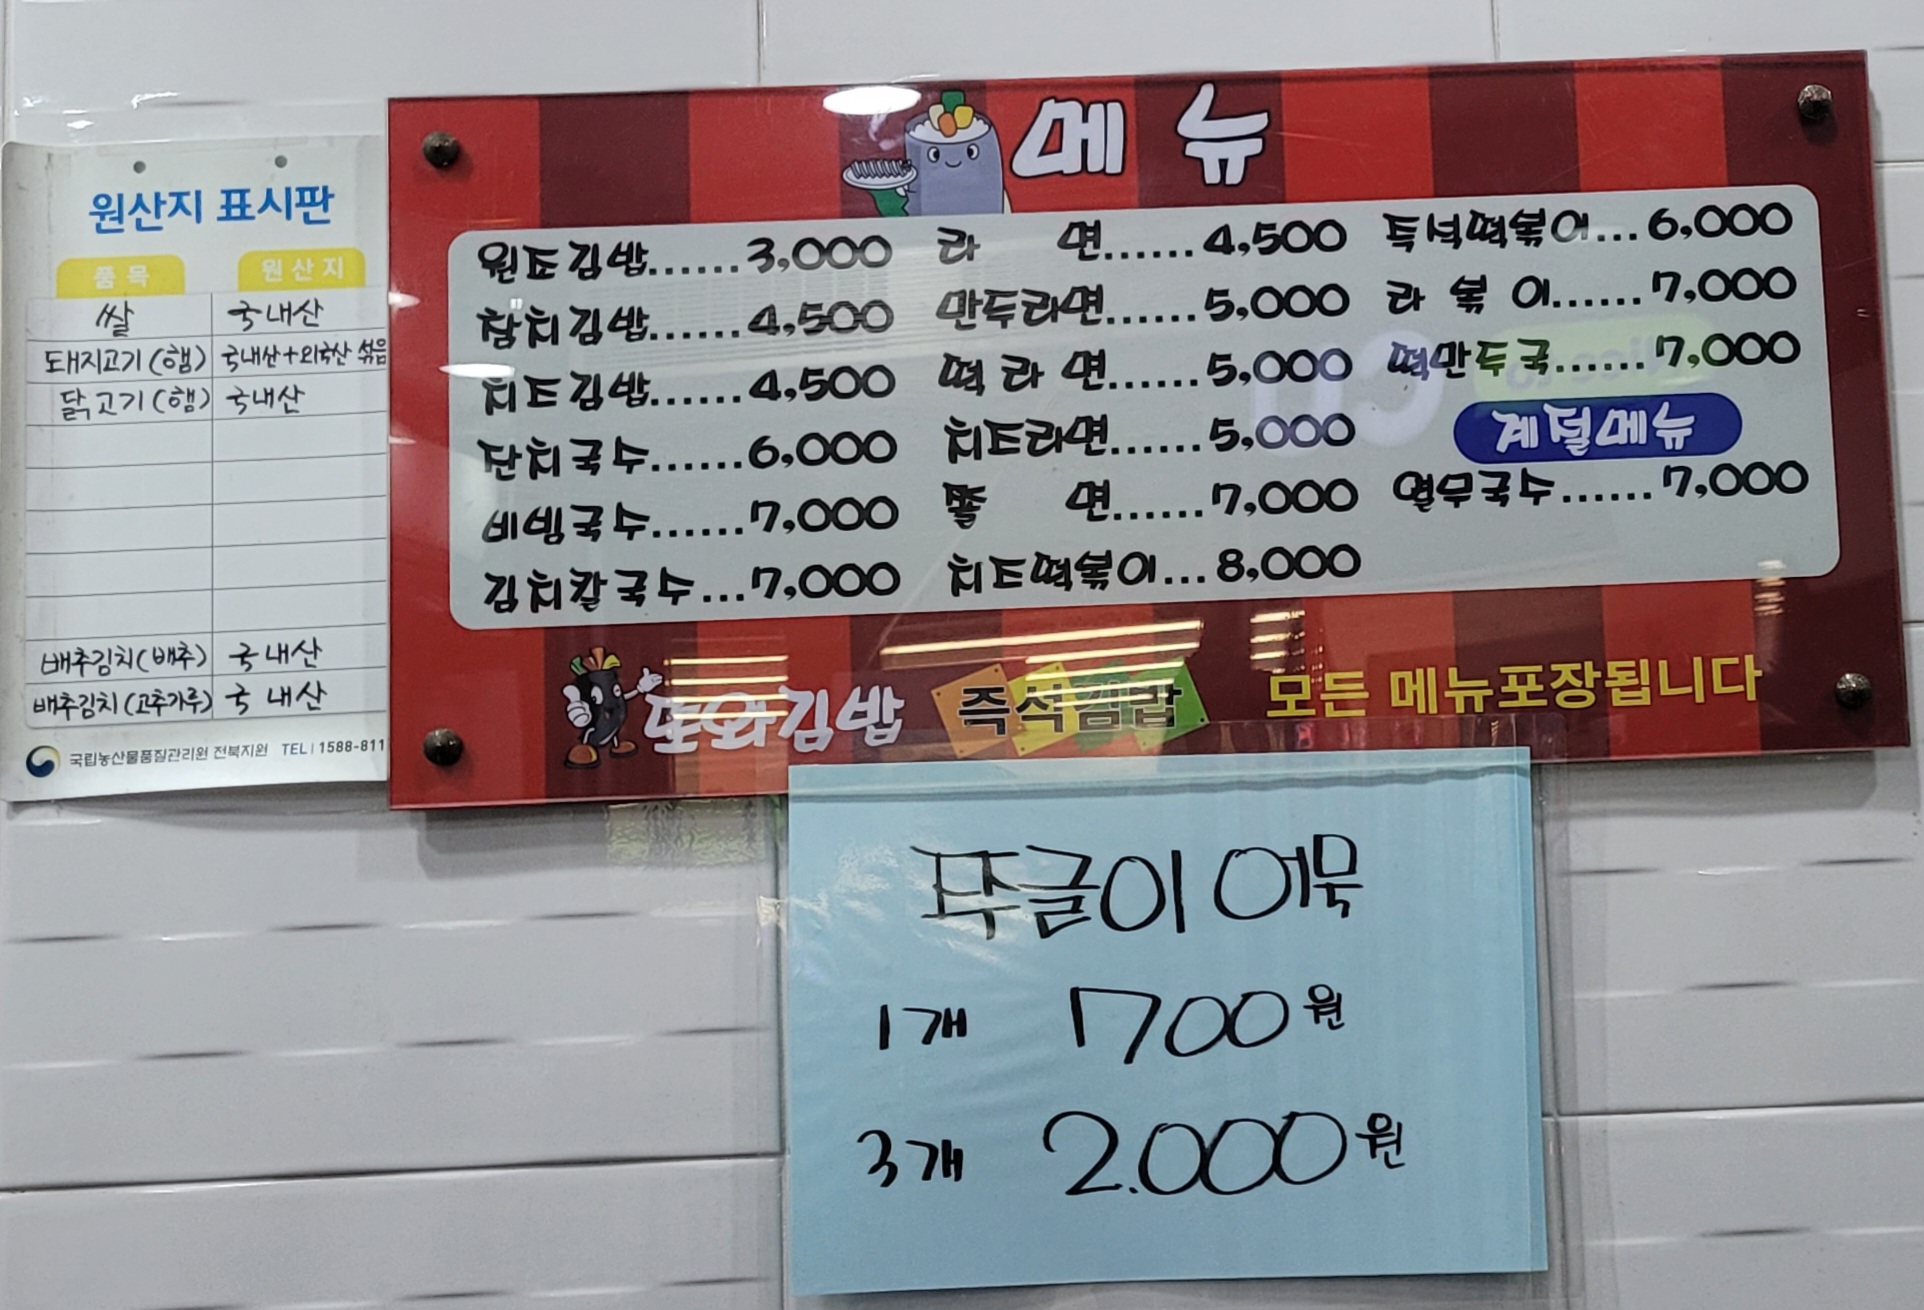 원산지 표시판
품목 원산지
쌀 국내산
돼지고기(햄) 국내산+외국산 섞음
닭고기(햄) 국내산
배추김치(배추) 국내산
배추김치(고추가루) 국내산
국립농산물품질관리원 전북지원 TEL 1588-811
메뉴
원조김밥......3,000
참치김밥......4,500
치즈김밥......4,500
잔치국수......6,000
비빔국수......7,000
김치칼국수...7,000
라 면......4,500
만두라면......5,000
떡라면......5,000
치즈라면......5,000
쫄 면......7,000
치즈떡볶이...8,000
즉석떡볶이...6,000
라볶이......7,000
떡만두국......7,000
계절메뉴
열무국수......7,000
또와김밥 즉석김밥 모든 메뉴포장됩니다
뚱글이 어묵
1개 700원
3개 2.000원